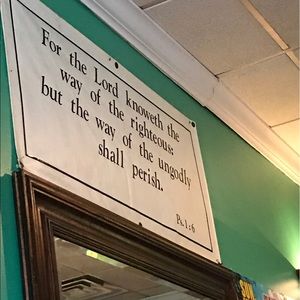 For the Lord knoweth the
way of the righteous:
but the way of the ungodly
shall perish.
Ps.1:6